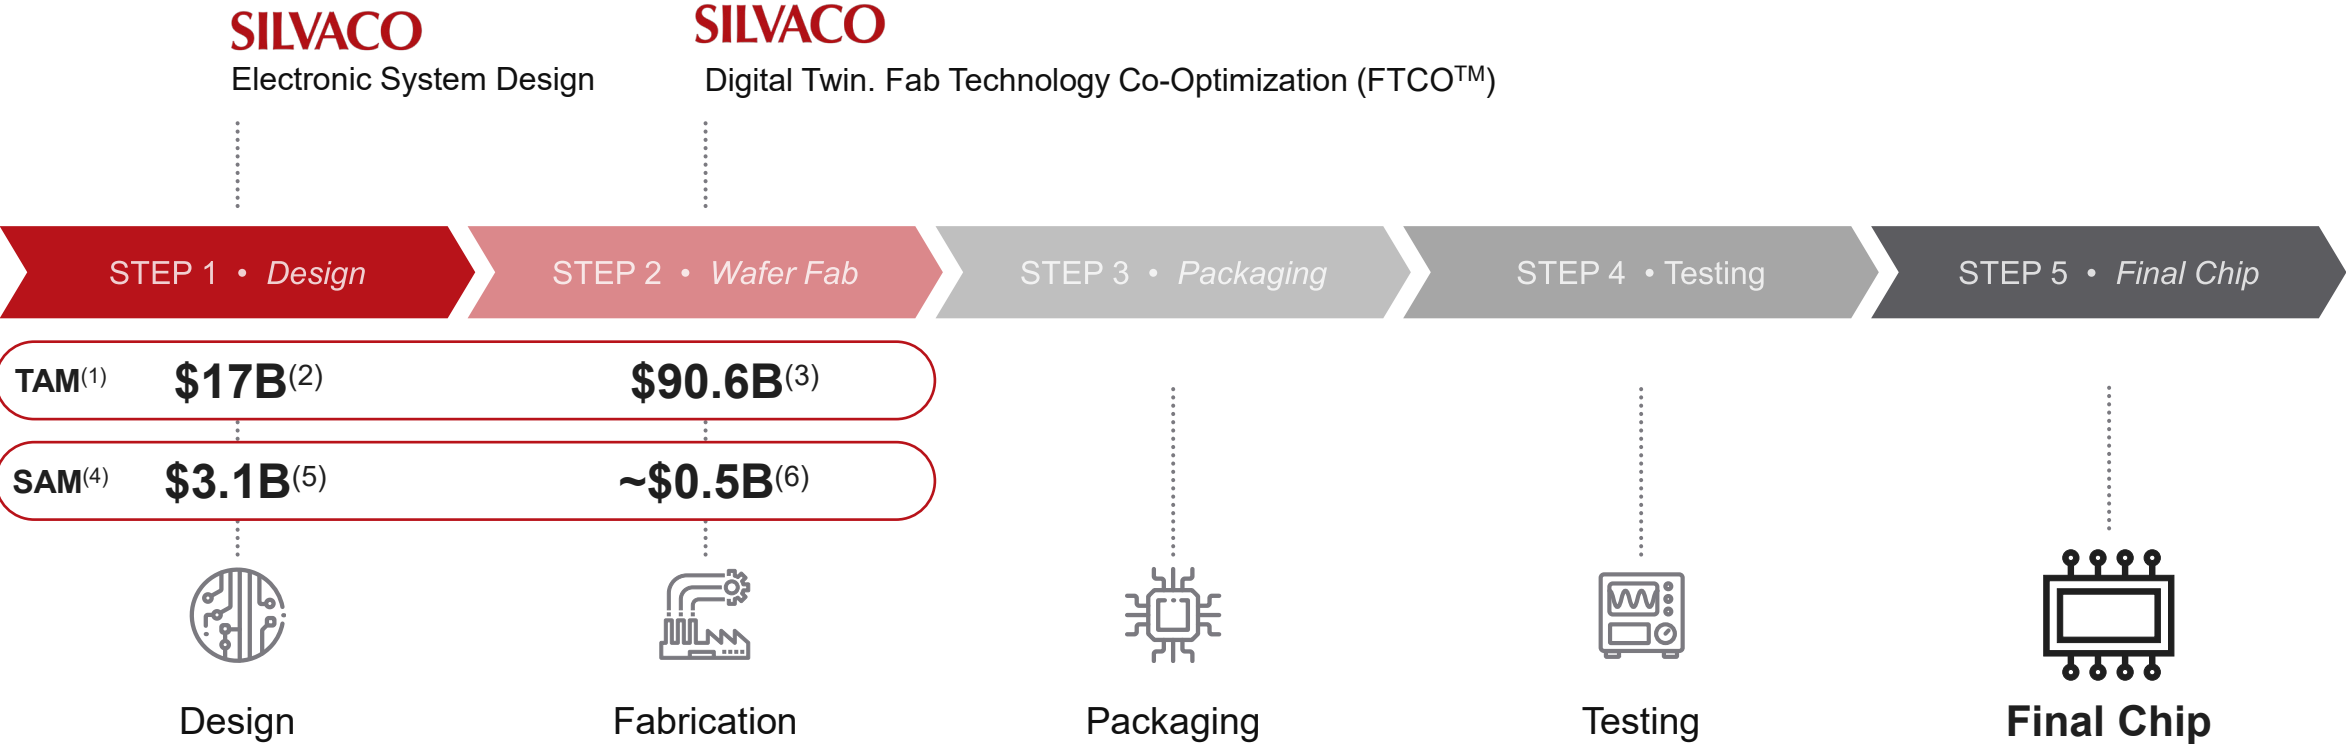 SILVACO
Electronic System Design
SILVACO
Digital Twin. Fab Technology Co-Optimization (FTCO™)
STEP 1 • Design
STEP 2 • Wafer Fab
STEP 3 • Packaging
STEP 4 • Testing
STEP 5 • Final Chip
TAM(1) $17B(2) $90.6B(3)
SAM(4) $3.1B(5) ~$0.5B(6)
Design
Fabrication
Packaging
Testing
Final Chip